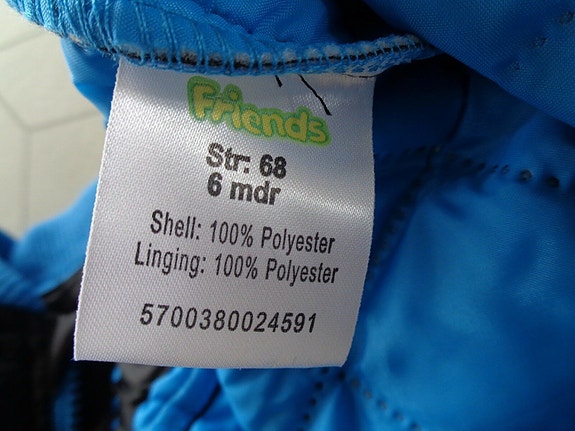 Friends
Str: 68
6 mdr
Shell: 100% Polyester
Linging: 100% Polyester
5700380024591